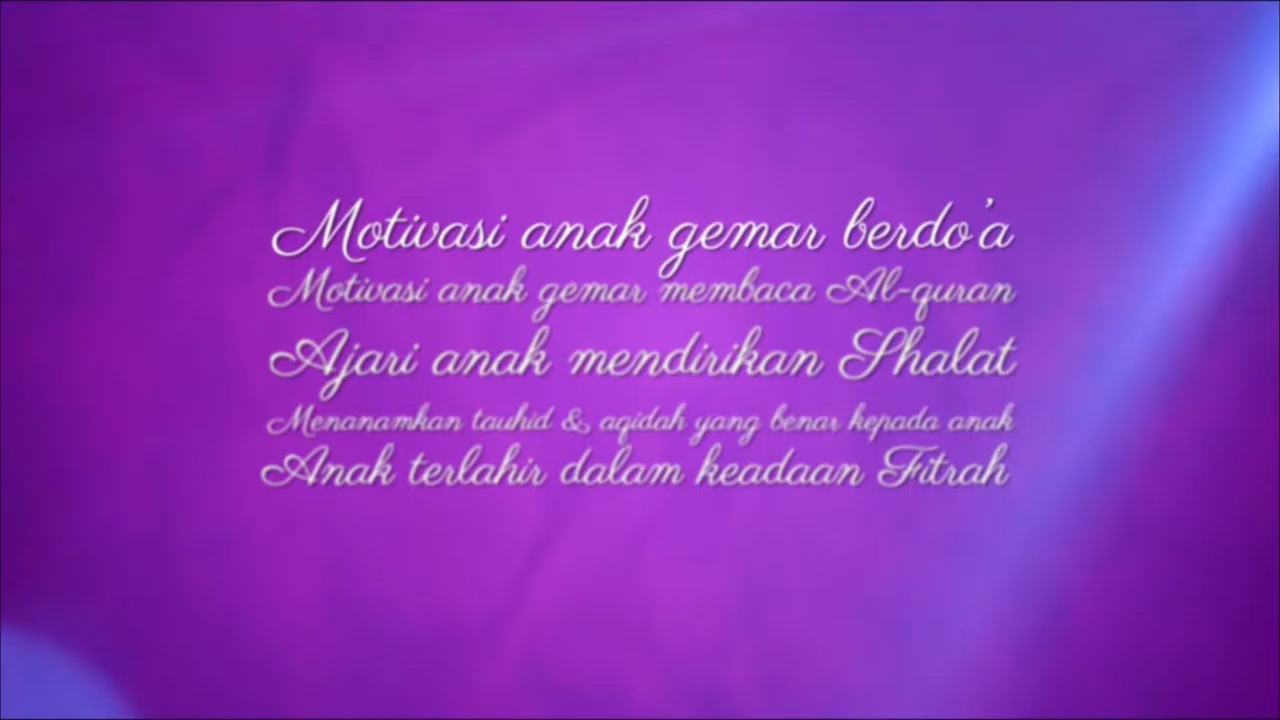 Motivasi anak gemar berdo'a
Motivasi anak gemar membaca Al-quran
Ajari anak mendirikan Shalat
Menanamkan tauhid & aqidah yang benar kepada anak
Anak terlahir dalam keadaan Fitrah